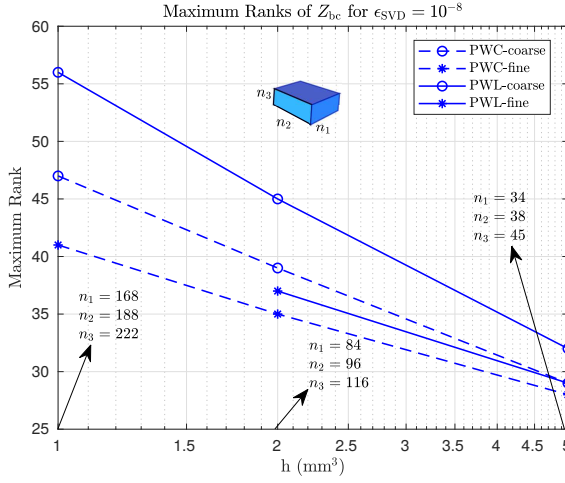 Maximum Ranks of Z_bc for ϵ_SVD = 10^−8
60
55
50
45
40
35
30
25
Maximum Rank
PWC-coarse
PWC-fine
PWL-coarse
PWL-fine
n_3
n_2
n_1
n_1 = 34
n_2 = 38
n_3 = 45
n_1 = 168
n_2 = 188
n_3 = 222
n_1 = 84
n_2 = 96
n_3 = 116
1 1.5 2 2.5 3 3.5 4 4.5 5
h (mm^3)